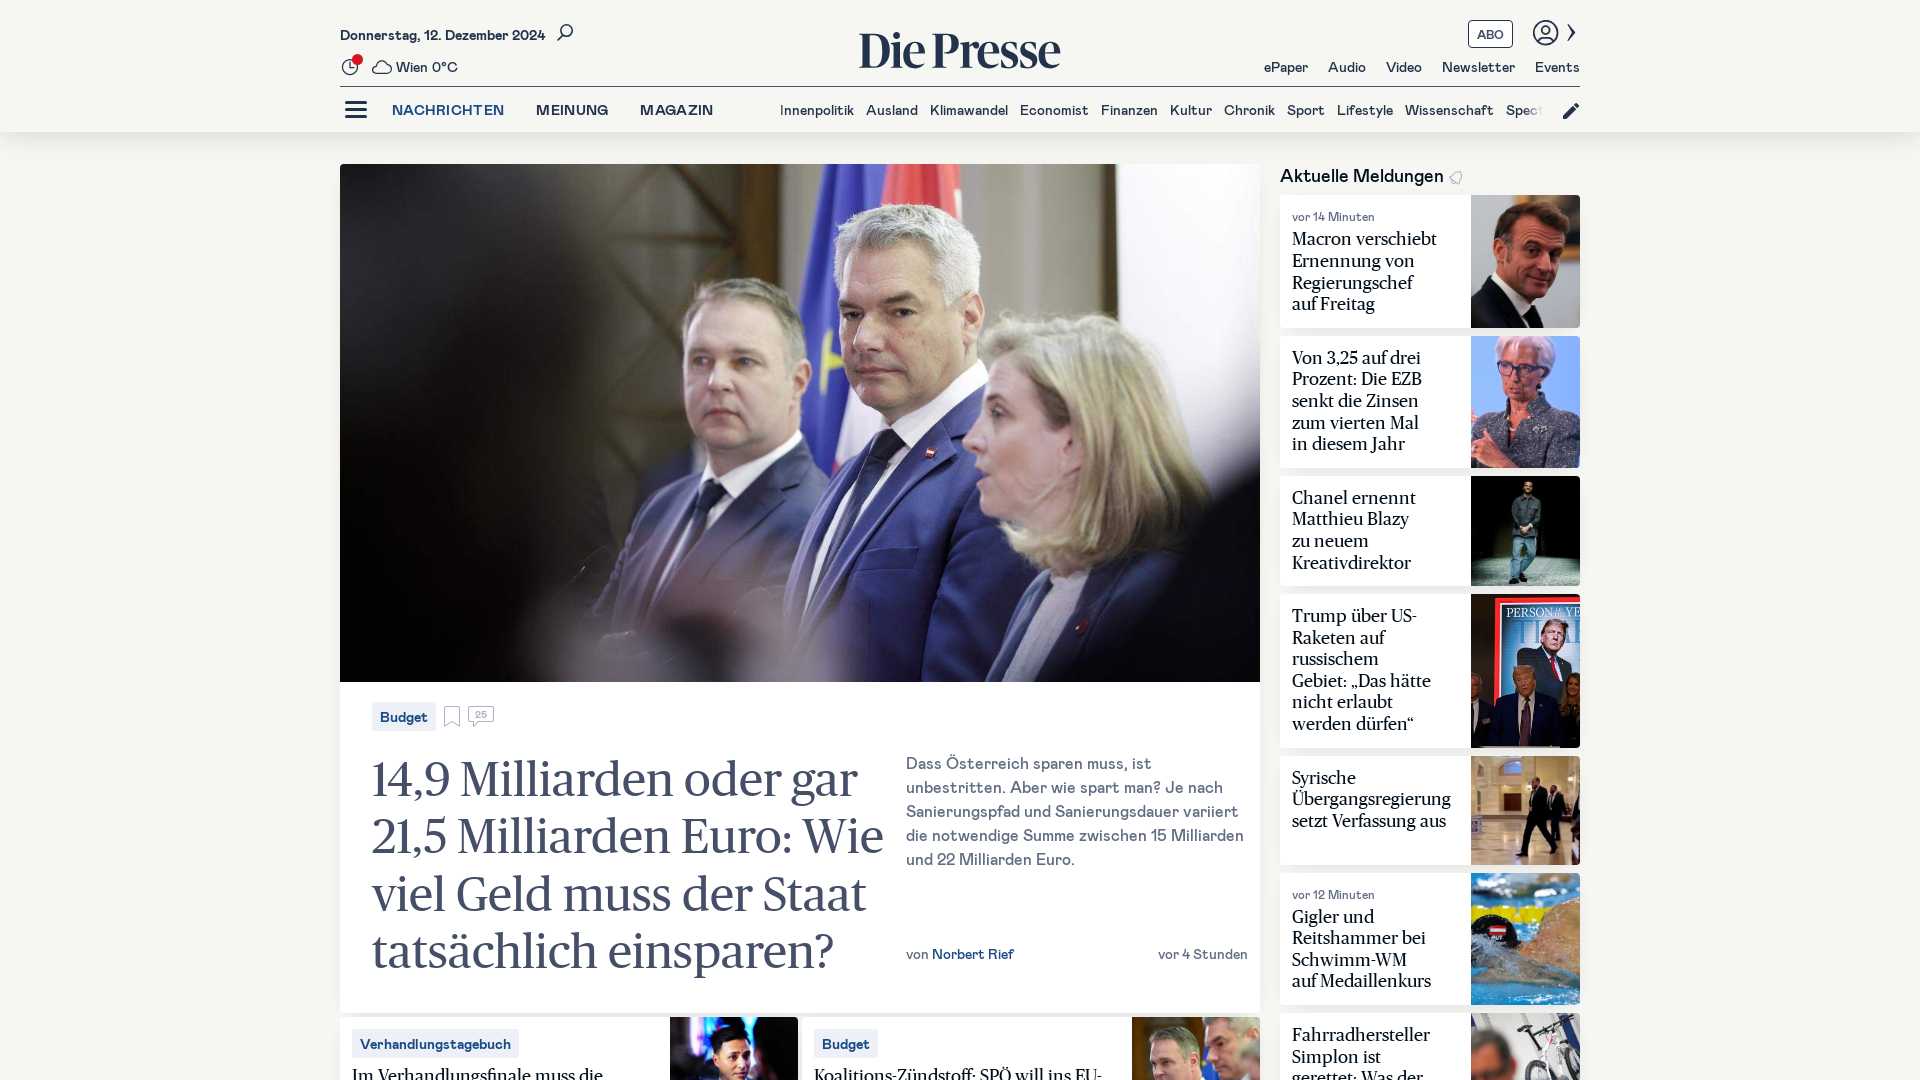 Donnerstag, 12. Dezember 2024
Wien 0°C
Die Presse
ABO
ePaper Audio Video Newsletter Events
NACHRICHTEN MEINUNG MAGAZIN
Innenpolitik Ausland Klimawandel Economist Finanzen Kultur Chronik Sport Lifestyle Wissenschaft Spect
Budget
25
14,9 Milliarden oder gar
21,5 Milliarden Euro: Wie
viel Geld muss der Staat
tatsächlich einsparen?
Dass Österreich sparen muss, ist
unbestritten. Aber wie spart man? Je nach
Sanierungspfad und Sanierungsdauer variiert
die notwendige Summe zwischen 15 Milliarden
und 22 Milliarden Euro.
von Norbert Rief
vor 4 Stunden
Verhandlungstagebuch
Im Verhandlungsfinale muss die
Budget
Koalitions-Zündstoff: SPÖ will ins EU-
Aktuelle Meldungen
vor 14 Minuten
Macron verschiebt
Ernennung von
Regierungschef
auf Freitag
Von 3,25 auf drei
Prozent: Die EZB
senkt die Zinsen
zum vierten Mal
in diesem Jahr
Chanel ernennt
Matthieu Blazy
zu neuem
Kreativdirektor
Trump über US-
Raketen auf
russischem
Gebiet: „Das hätte
nicht erlaubt
werden dürfen“
PERSON OF THE YE
Syrische
Übergangsregierung
setzt Verfassung aus
vor 12 Minuten
Gigler und
Reitshammer bei
Schwimm-WM
auf Medaillenkurs
AUT
Fahrradhersteller
Simplon ist
gerettet: Was der